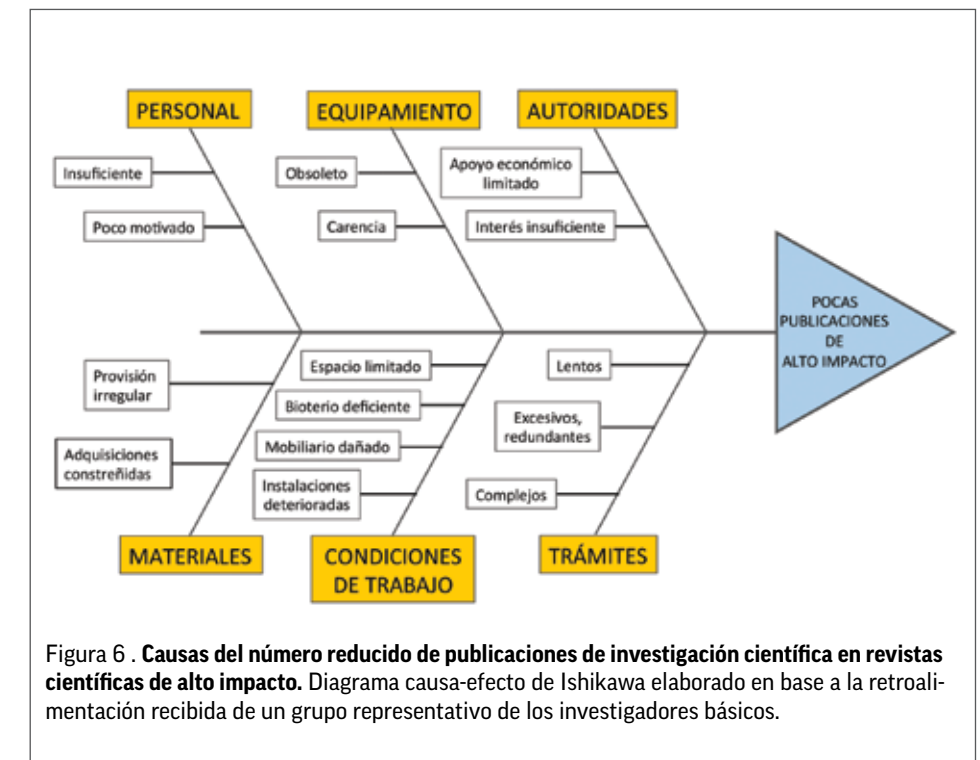 PERSONAL
EQUIPAMIENTO
AUTORIDADES
Insuficiente
Poco motivado
Obsoleto
Carencia
Apoyo económico
limitado
Interés insuficiente
POCAS
PUBLICACIONES
DE
ALTO IMPACTO
Provisión
irregular
Adquisiciones
constreñidas
Espacio limitado
Bioterio deficiente
Mobiliario dañado
Instalaciones
deterioradas
Lentos
Excesivos,
redundantes
Complejos
MATERIALES
CONDICIONES
DE TRABAJO
TRÁMITES
Figura 6 . Causas del número reducido de publicaciones de investigación científica en revistas
científicas de alto impacto. Diagrama causa-efecto de Ishikawa elaborado en base a la retroali-
mentación recibida de un grupo representativo de los investigadores básicos.